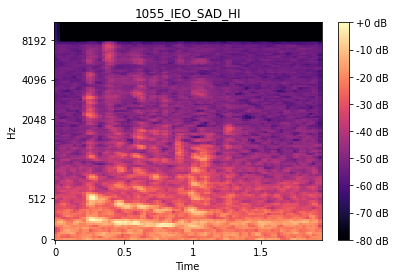 1055_IEO_SAD_HI
+0 dB
8192
-10 dB
4096
-20 dB
-30 dB
2048
-40 dB
Hz
1024
-50 dB
-60 dB
512
-70 dB
0
-80 dB
0
0.5
1
1.5
Time